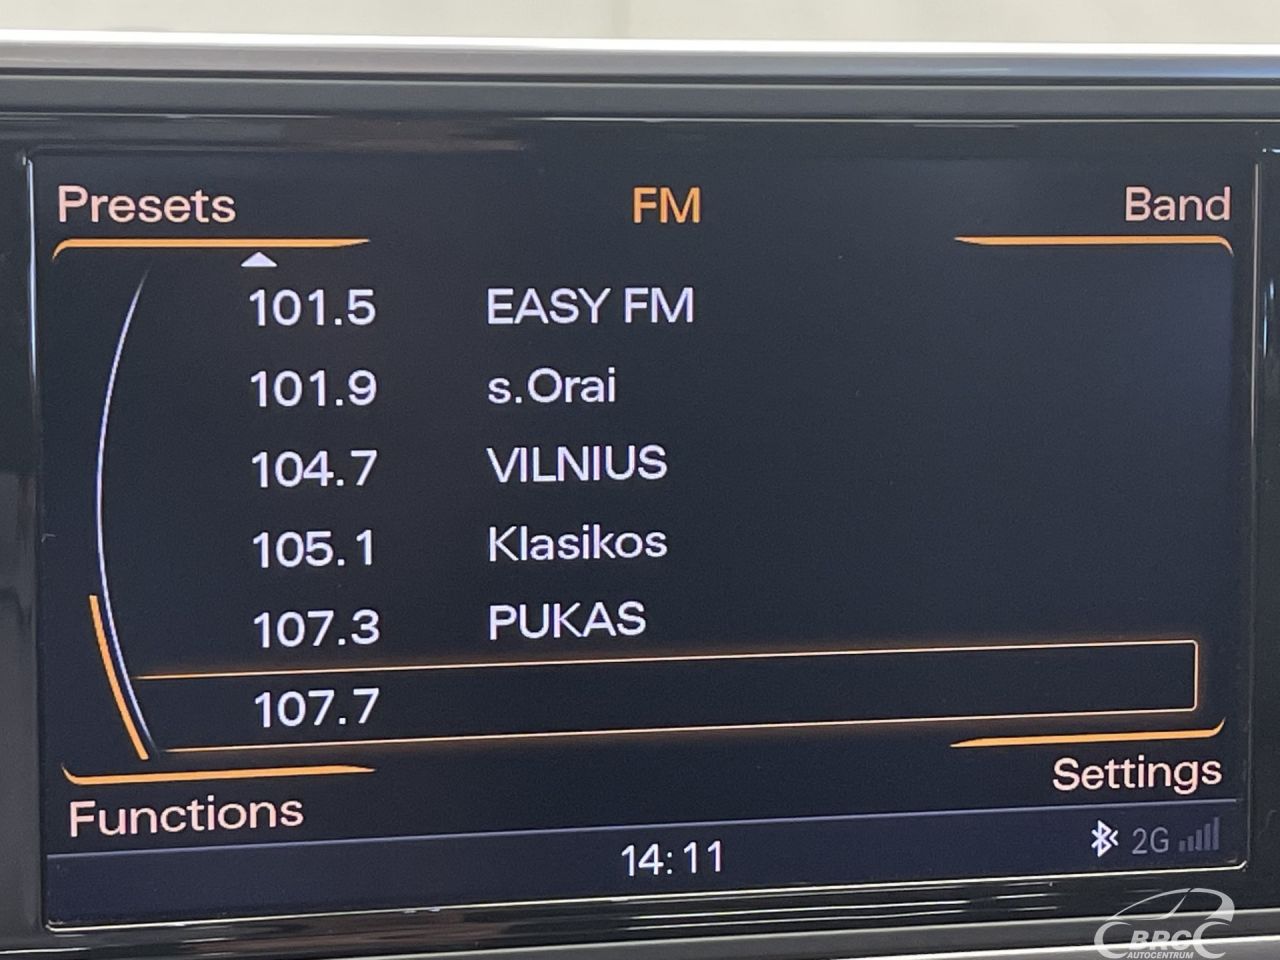 Presets FM Band
101.5 EASY FM
101.9 s.Orai
104.7 VILNIUS
105.1 Klasikos
107.3 PUKAS
107.7
Settings
Functions
14:11 2G
BRC
AUTOCENTRUM